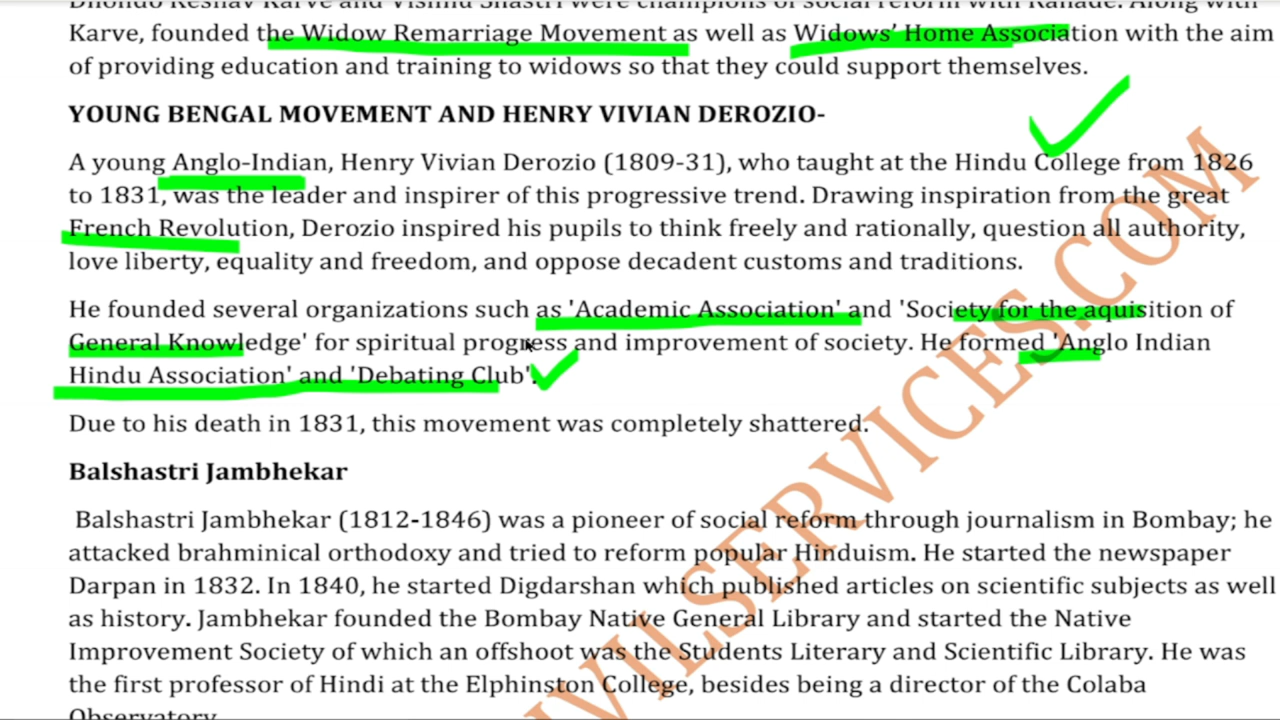 Dhondo Keshav Karve and Vishnu Shastri were champions of social reform with Ranade. Along with
Karve, founded the Widow Remarriage Movement as well as Widows' Home Association with the aim
of providing education and training to widows so that they could support themselves.
YOUNG BENGAL MOVEMENT AND HENRY VIVIAN DEROZIO-
A young Anglo-Indian, Henry Vivian Derozio (1809-31), who taught at the Hindu College from 1826
to 1831, was the leader and inspirer of this progressive trend. Drawing inspiration from the great
French Revolution, Derozio inspired his pupils to think freely and rationally, question all authority,
love liberty, equality and freedom, and oppose decadent customs and traditions.
He founded several organizations such as 'Academic Association' and 'Society for the aquisition of
General Knowledge' for spiritual progress and improvement of society. He formed 'Anglo Indian
Hindu Association' and 'Debating Club'.
Due to his death in 1831, this movement was completely shattered.
Balshastri Jambhekar
Balshastri Jambhekar (1812-1846) was a pioneer of social reform through journalism in Bombay; he
attacked brahminical orthodoxy and tried to reform popular Hinduism. He started the newspaper
Darpan in 1832. In 1840, he started Digdarshan which published articles on scientific subjects as well
as history. Jambhekar founded the Bombay Native General Library and started the Native
Improvement Society of which an offshoot was the Students Literary and Scientific Library. He was
the first professor of Hindi at the Elphinston College, besides being a director of the Colaba
Observatory.
VILSERVICES.COM